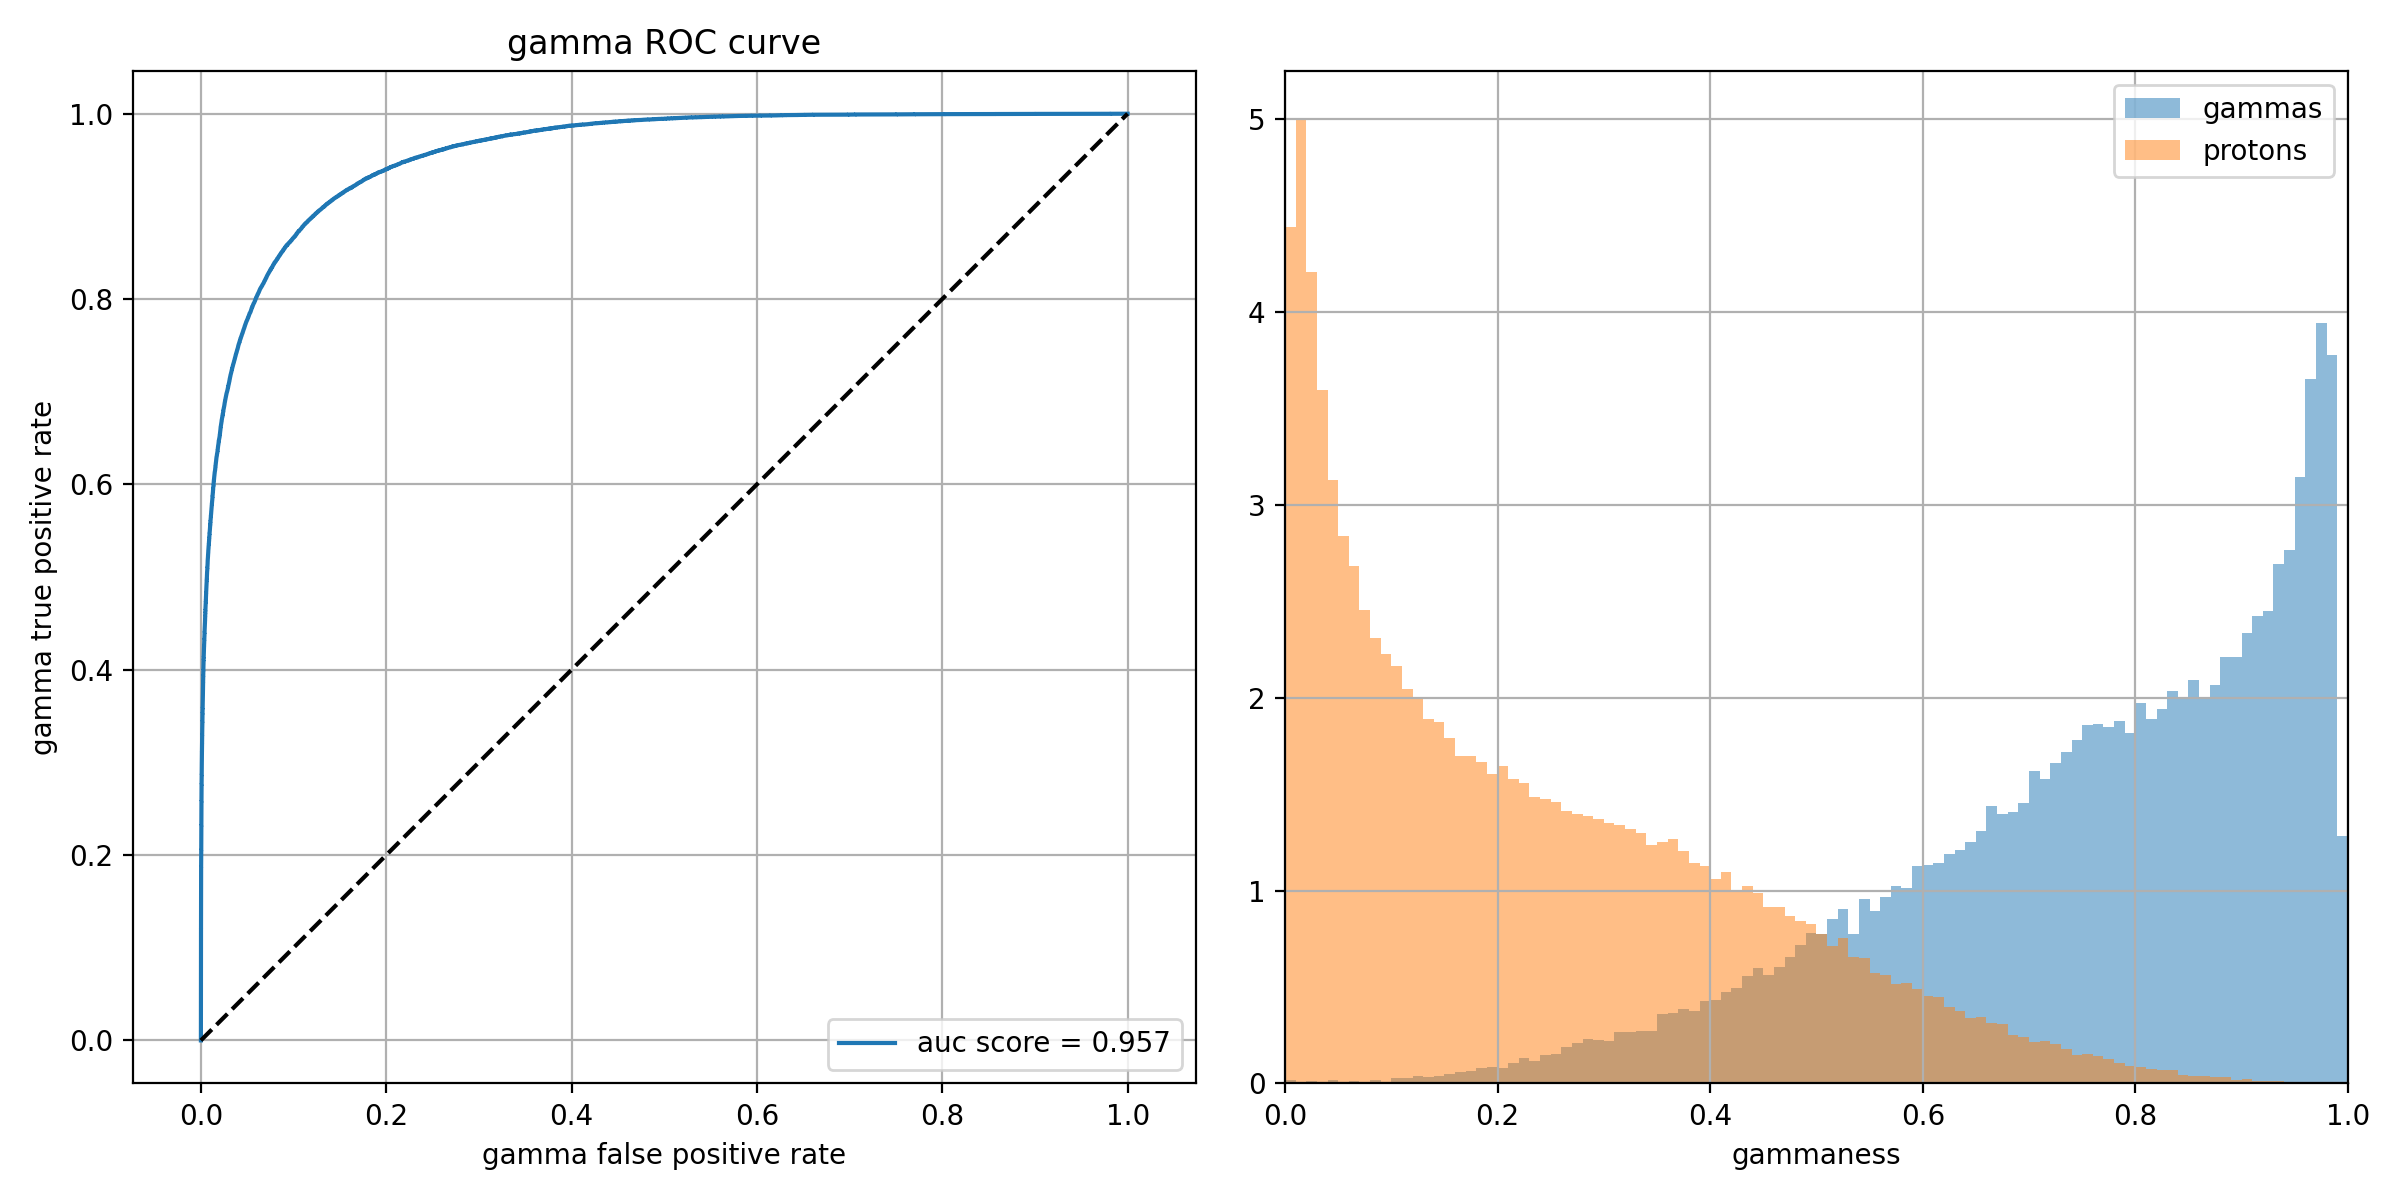 gamma ROC curve
1.0
0.8
0.6
0.4
0.2
0.0
gamma true positive rate
0.0 0.2 0.4 0.6 0.8 1.0
gamma false positive rate
auc score = 0.957
5
4
3
2
1
0
0.0 0.2 0.4 0.6 0.8 1.0
gammaness
gammas
protons